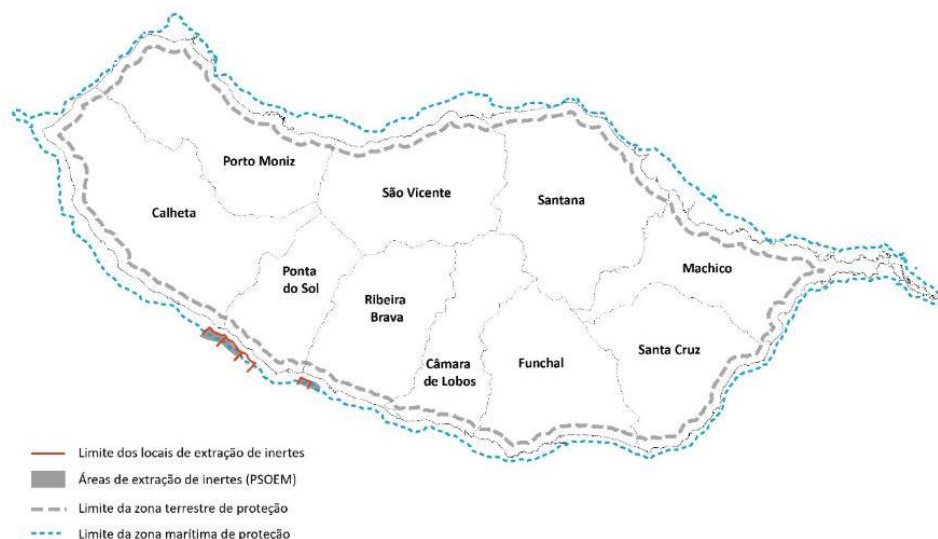 Porto Moniz
São Vicente
Santana
Calheta
Machico
Ponta
do Sol
Ribeira
Brava
Santa Cruz
Câmara
de Lobos
Funchal
Limite dos locais de extração de inertes
Áreas de extração de inertes (PSOEM)
Limite da zona terrestre de proteção
Limite da zona marítima de proteção